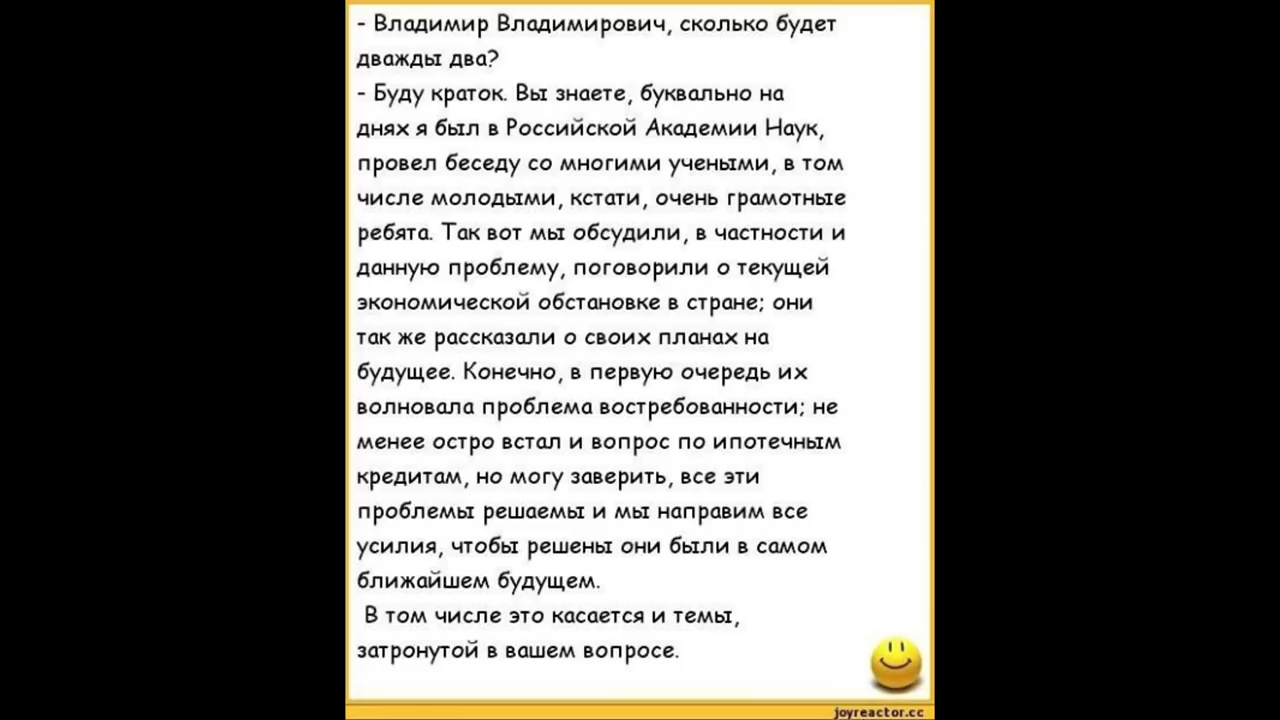 - Владимир Владимирович, сколько будет
дважды два?
- Буду краток. Вы знаете, буквально на
днях я был в Российской Академии Наук,
провел беседу со многими учеными, в том
числе молодыми, кстати, очень грамотные
ребята. Так вот мы обсудили, в частности и
данную проблему, поговорили о текущей
экономической обстановке в стране; они
так же рассказали о своих планах на
будущее. Конечно, в первую очередь их
волновала проблема востребованности; не
менее остро встал и вопрос по ипотечным
кредитам, но могу заверить, все эти
проблемы решаемы и мы направим все
усилия, чтобы решены они были в самом
ближайшем будущем.
В том числе это касается и темы,
затронутой в вашем вопросе.
joyreactor.cc